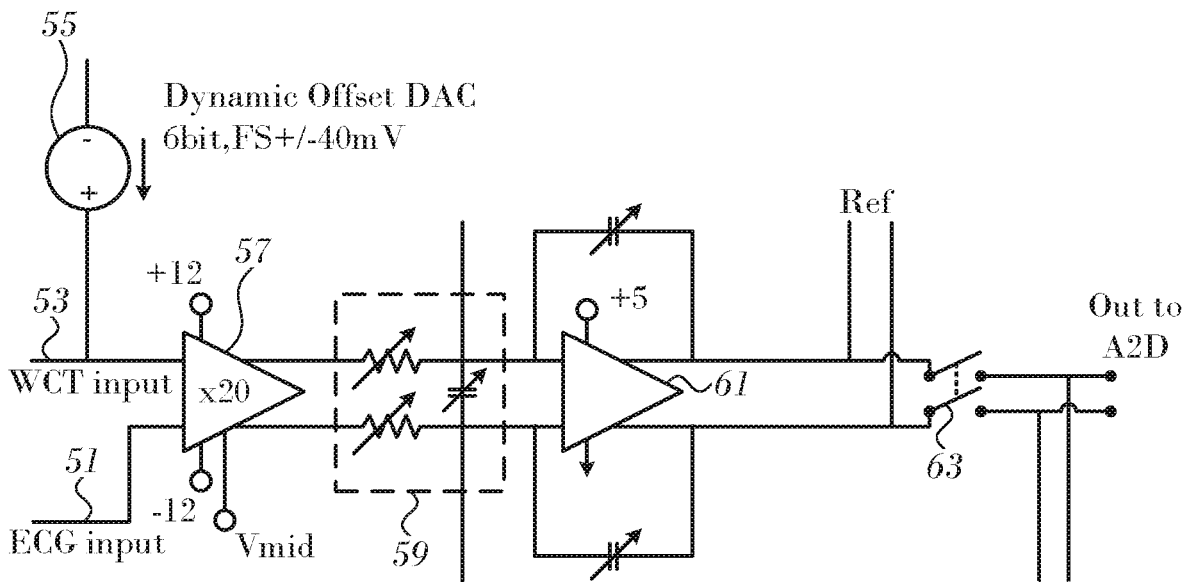 55
Dynamic Offset DAC
6bit,FS+/-40mV
-
+
Ref
57
+12
+5
Out to
A2D
53
WCT input
x20
61
51
63
-12
59
ECG input
Vmid